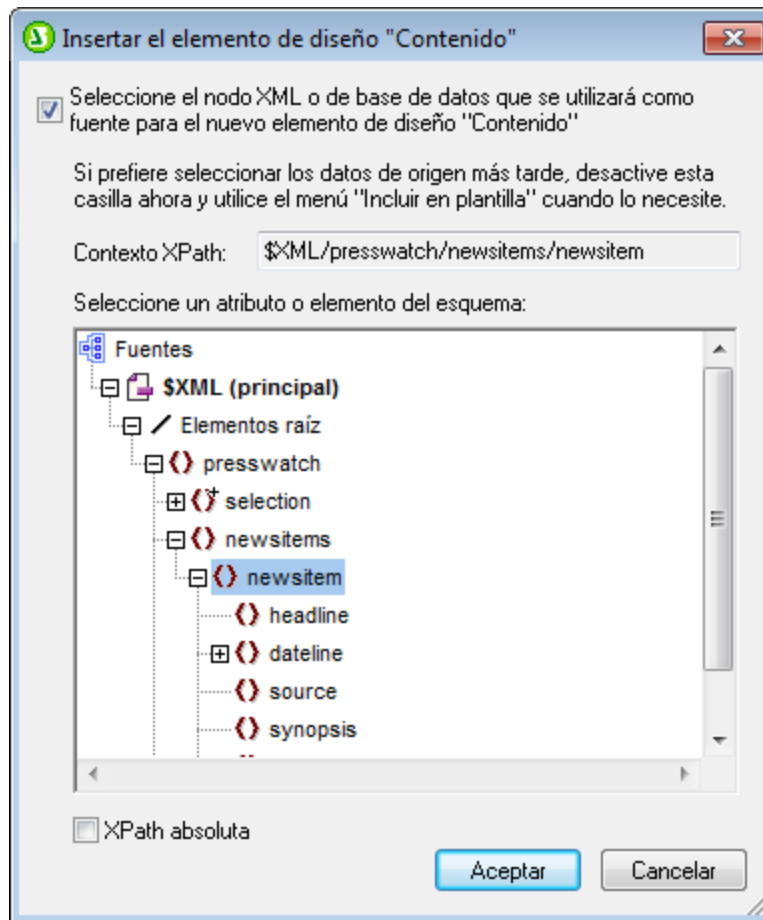 Insertar el elemento de diseño "Contenido"
Seleccione el nodo XML o de base de datos que se utilizará como
fuente para el nuevo elemento de diseño "Contenido"
Si prefiere seleccionar los datos de origen más tarde, desactive esta
casilla ahora y utilice el menú "Incluir en plantilla" cuando lo necesite.
Contexto XPath: $XML/presswatch/newsitems/newsitem
Seleccione un atributo o elemento del esquema:
Fuentes
$XML (principal)
Elementos raíz
presswatch
selection
newsitems
newsitem
headline
dateline
source
synopsis
XPath absoluta
Aceptar Cancelar